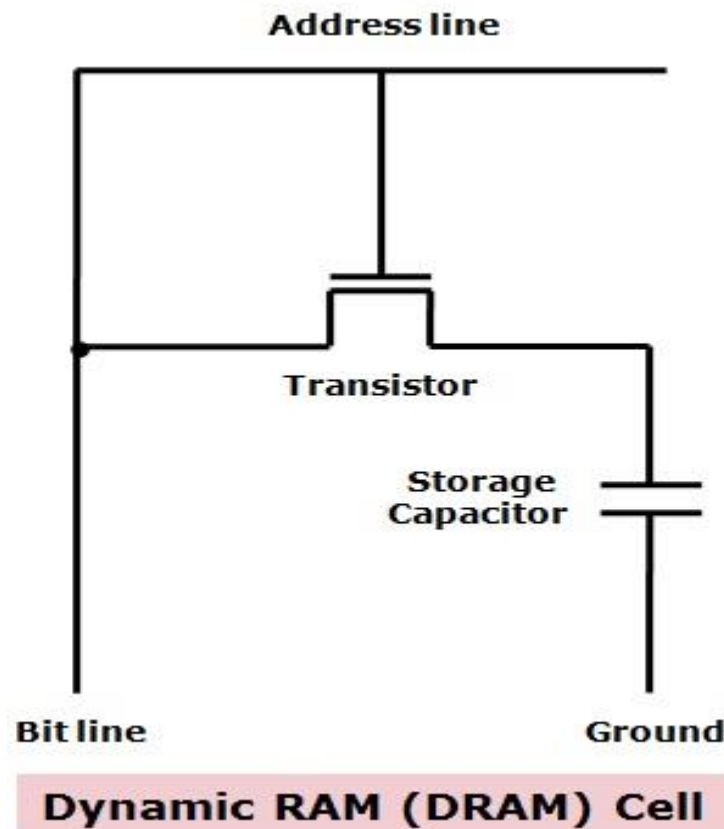 Address line
Transistor
Storage
Capacitor
Bit line
Ground
Dynamic RAM (DRAM) Cell